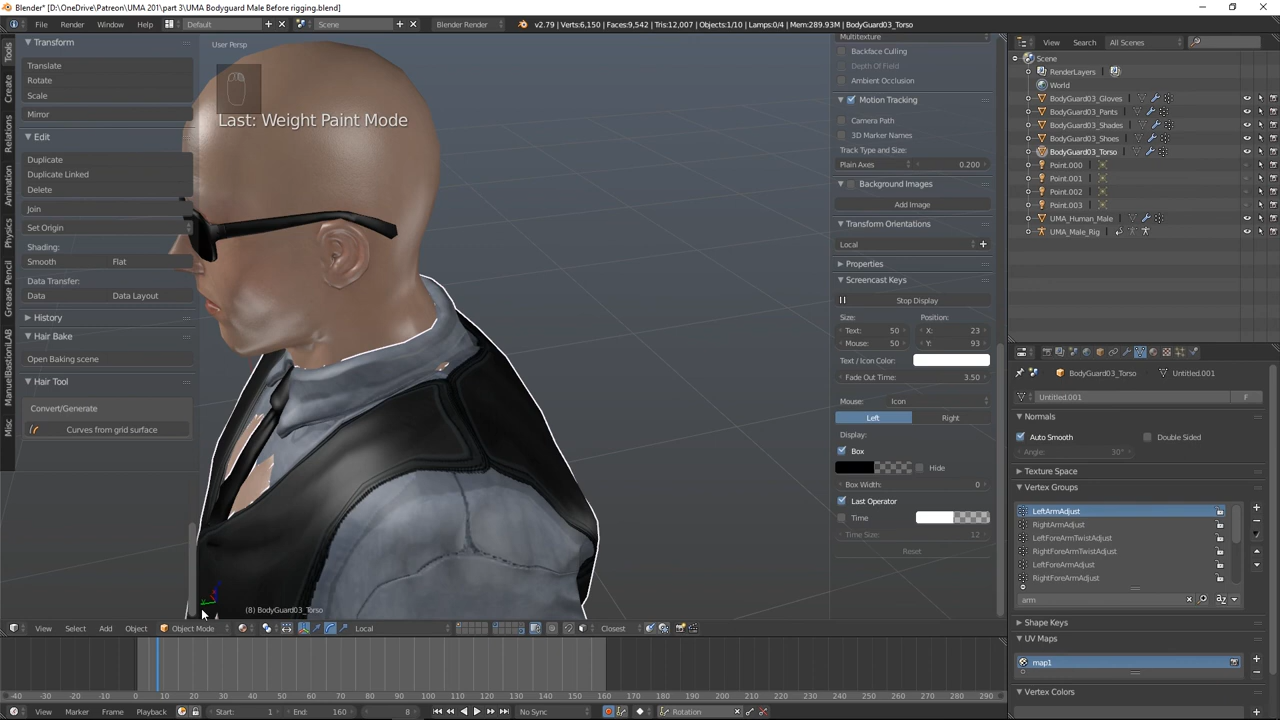 Blender* [D:\OneDrive\Patreon\UMA 201\part 3\UMA Bodyguard Male Before rigging.blend]
File Render Window Help Default Scene Blender Render v2.79 | Verts:6,150 | Faces:9,542 | Tris:12,007 | Objects:1/10 | Lamps:0/4 | Mem:289.93M | BodyGuard03_Torso
Tools
Create
Relations
Animation
Physics
Grease Pencil
ManuelBastioniLAB
Misc
Transform
Translate
Rotate
Scale
Mirror
Edit
Duplicate
Duplicate Linked
Delete
Join
Set Origin
Shading:
Smooth Flat
Data Transfer:
Data Data Layout
History
Hair Bake
Open Baking scene
Hair Tool
Convert/Generate
Curves from grid surface
User Persp
Last: Weight Paint Mode
(8) BodyGuard03_Torso
Multitexture
Backface Culling
Depth Of Field
Ambient Occlusion
Motion Tracking
Camera Path
3D Marker Names
Track Type and Size:
Plain Axes 0.200
Background Images
Add Image
Transform Orientations
Local
Properties
Screencast Keys
Stop Display
Size: Position:
Text: 50 X: 23
Mouse: 50 Y: 93
Text / Icon Color:
Fade Out Time: 3.50
Mouse: Icon
Left Right
Display:
Box
Hide
Box Width: 0
Last Operator
Time
Time Size: 12
Reset
View Search All Scenes
Scene
RenderLayers
World
BodyGuard03_Gloves
BodyGuard03_Pants
BodyGuard03_Shades
BodyGuard03_Shoes
BodyGuard03_Torso
Point.000
Point.001
Point.002
Point.003
UMA_Human_Male
UMA_Male_Rig
BodyGuard03_Torso Untitled.001
Untitled.001 F
Normals
Auto Smooth Double Sided
Angle: 30°
Texture Space
Vertex Groups
LeftArmAdjust
RightArmAdjust
LeftForeArmTwistAdjust
RightForeArmTwistAdjust
LeftForeArmAdjust
RightForeArmAdjust
arm
Shape Keys
UV Maps
map1
Vertex Colors
View Select Add Object Object Mode Local Closest
-40 -30 -20 -10 0 10 20 30 40 50 60 70 80 90 100 110 120 130 140 150 160 170 180 190 200 210 220 230 240 250 260 270 280 290
View Marker Frame Playback Start: 1 End: 160 8 No Sync Rotation